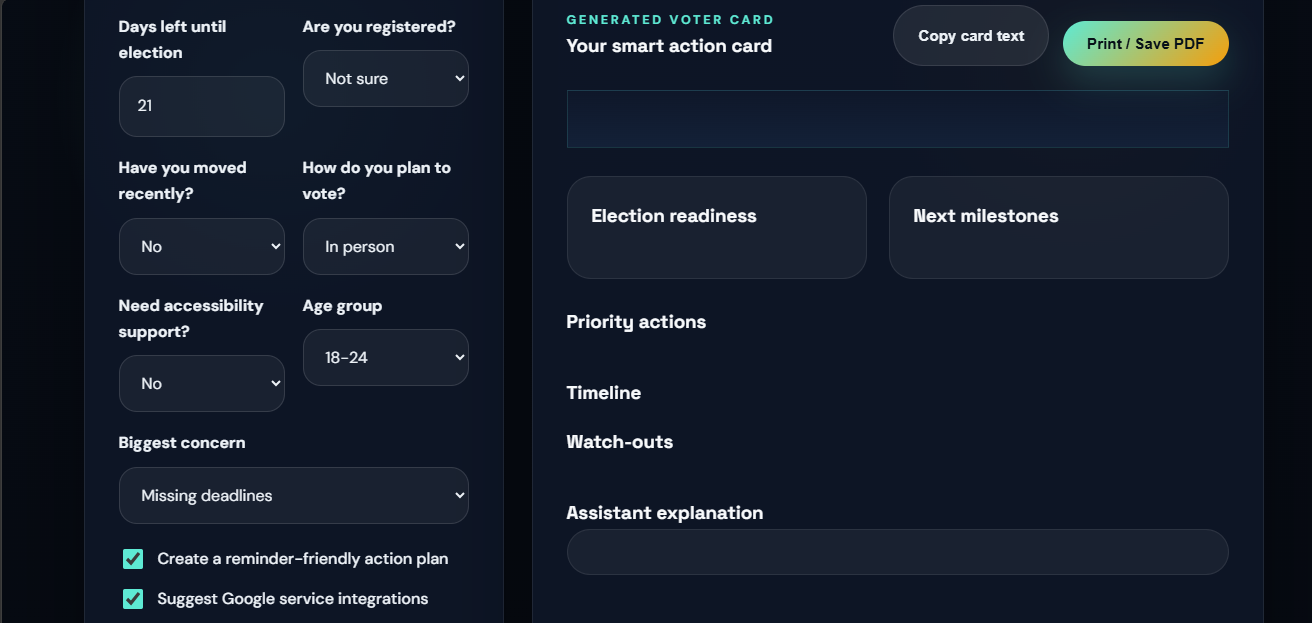 Days left until
election
21
Are you registered?
Not sure
Have you moved
recently?
No
How do you plan to
vote?
In person
Need accessibility
support?
No
Age group
18-24
Biggest concern
Missing deadlines
Create a reminder-friendly action plan
Suggest Google service integrations
GENERATED VOTER CARD
Your smart action card
Copy card text
Print / Save PDF
Election readiness
Next milestones
Priority actions
Timeline
Watch-outs
Assistant explanation